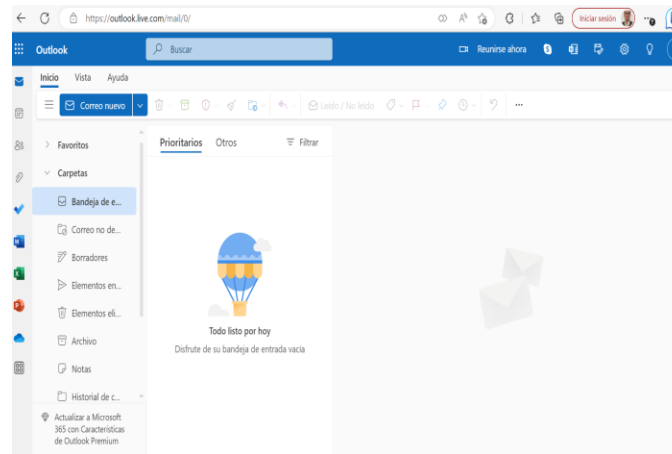 https://outlook.live.com/mail/0/
Iniciar sesión
Outlook
Buscar
Reunirse ahora
Inicio Vista Ayuda
Correo nuevo
Leído / No leído
Favoritos
Carpetas
Bandeja de e...
Correo no de...
Borradores
Elementos en...
Elementos eli...
Archivo
Notas
Historial de c...
Actualizar a Microsoft
365 con Características
de Outlook Premium
Prioritarios Otros Filtrar
Todo listo por hoy
Disfrute de su bandeja de entrada vacía